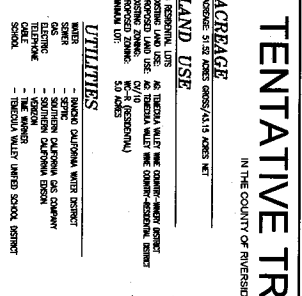 TENTATIVE TR
IN THE COUNTY OF RIVERSID
ACREAGE
ACREAGE: 51.52 ACRES GROSS/43.15 ACRES NET
LAND USE
RESIDENTIAL LOTS
EXISTING LAND USE: AG TEMECULA VALLEY WINE COUNTRY-WINERY DISTRICT
PROPOSED LAND USE: AG TEMECULA VALLEY WINE COUNTRY-RESIDENTIAL DISTRICT
EXISTING ZONING: CV/10
PROPOSED ZONING: WC-R (RESIDENTIAL)
MINIMUM LOT: 5.0 ACRES
UTILITIES
WATER - RANCHO CALIFORNIA WATER DISTRICT
SEWER - SEPTIC
GAS - SOUTHERN CALIFORNIA GAS COMPANY
ELECTRIC - SOUTHERN CALIFORNIA EDISON
TELEPHONE - VERIZON
CABLE - TIME WARNER
SCHOOL - TEMECULA VALLEY UNIFIED SCHOOL DISTRICT